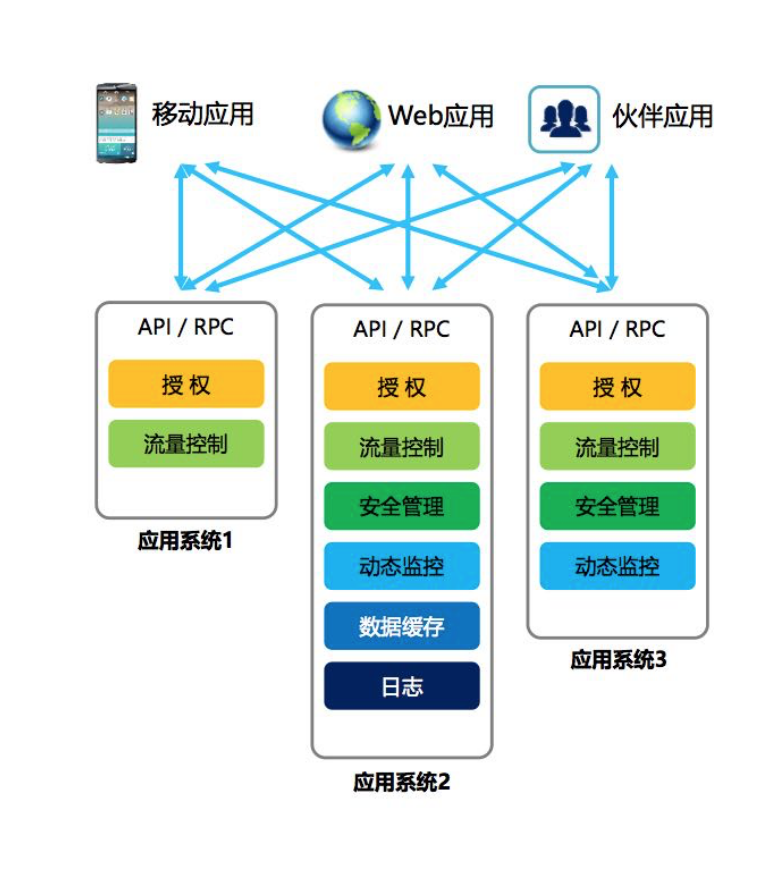 移动应用
Web应用
伙伴应用
API / RPC
授 权
流量控制
应用系统1
API / RPC
授 权
流量控制
安全管理
动态监控
数据缓存
日志
应用系统2
API / RPC
授 权
流量控制
安全管理
动态监控
应用系统3